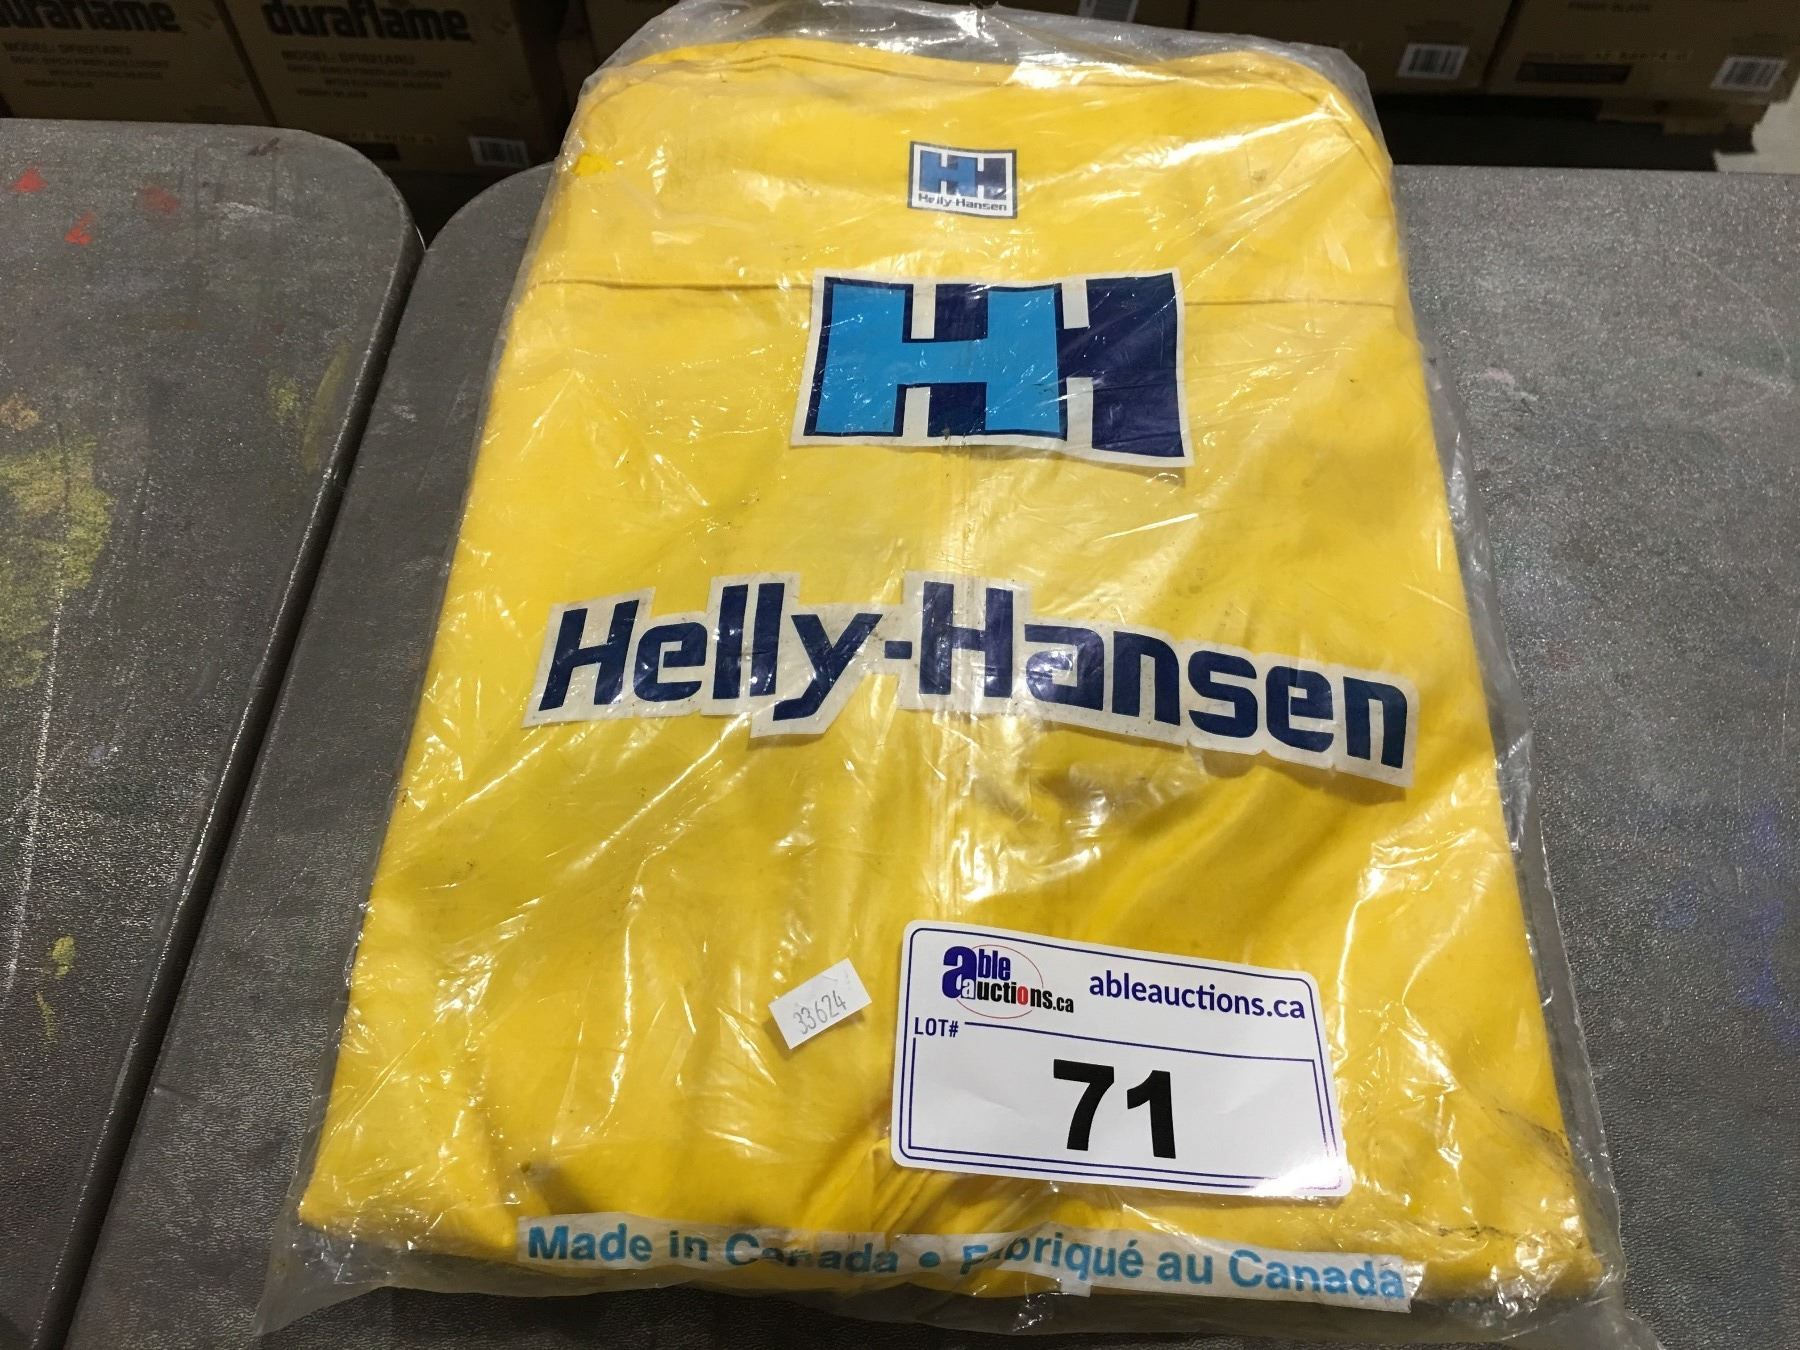 duraflame
duraflame
HH
Helly-Hansen
HH
Helly-Hansen
able
auctions.ca
ableauctions.ca
33624
LOT#
71
Made in Canada • Fabriqué au Canada